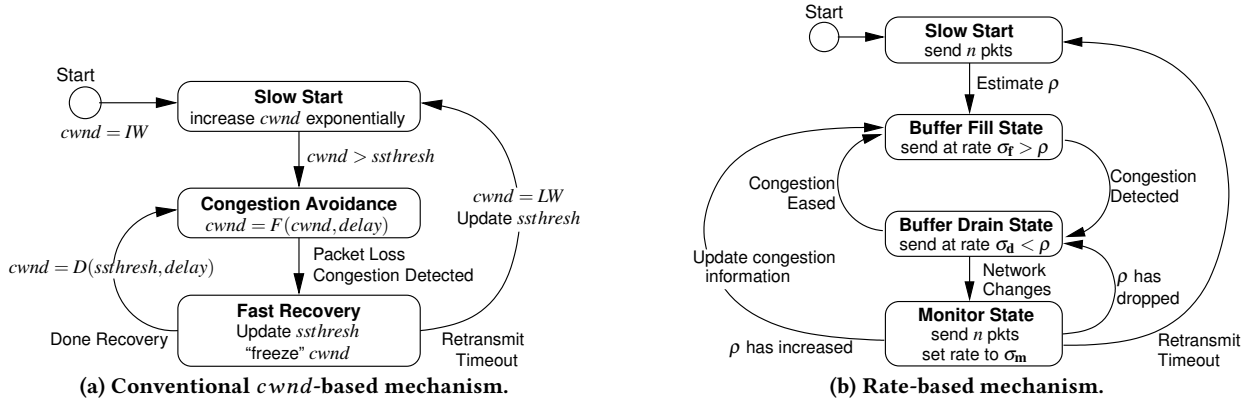 Start
cwnd = IW
Slow Start
increase cwnd exponentially
cwnd > ssthresh
Congestion Avoidance
cwnd = F(cwnd, delay)
cwnd = LW
Update ssthresh
cwnd = D(ssthresh, delay)
Packet Loss
Congestion Detected
Fast Recovery
Update ssthresh
“freeze” cwnd
Done Recovery
Retransmit
Timeout
(a) Conventional cwnd-based mechanism.
Start
Slow Start
send n pkts
Estimate ρ
Buffer Fill State
send at rate σf > ρ
Congestion
Eased
Congestion
Detected
Buffer Drain State
send at rate σd < ρ
Update congestion
information
Network
Changes
ρ has
dropped
Monitor State
send n pkts
set rate to σm
ρ has increased
Retransmit
Timeout
(b) Rate-based mechanism.